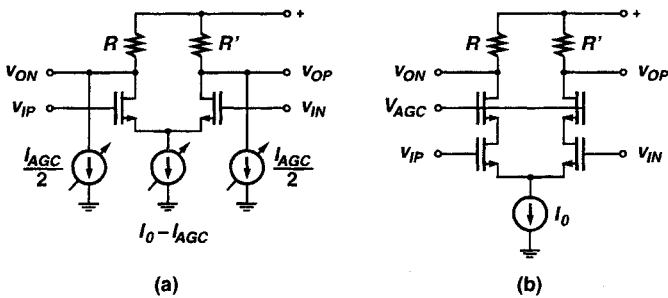 + +
R R' R R'
v_ON v_OP v_ON v_OP
v_IP v_IN V_AGC
I_AGC/2 I_AGC/2 v_IP v_IN
I_0 – I_AGC I_0
(a) (b)